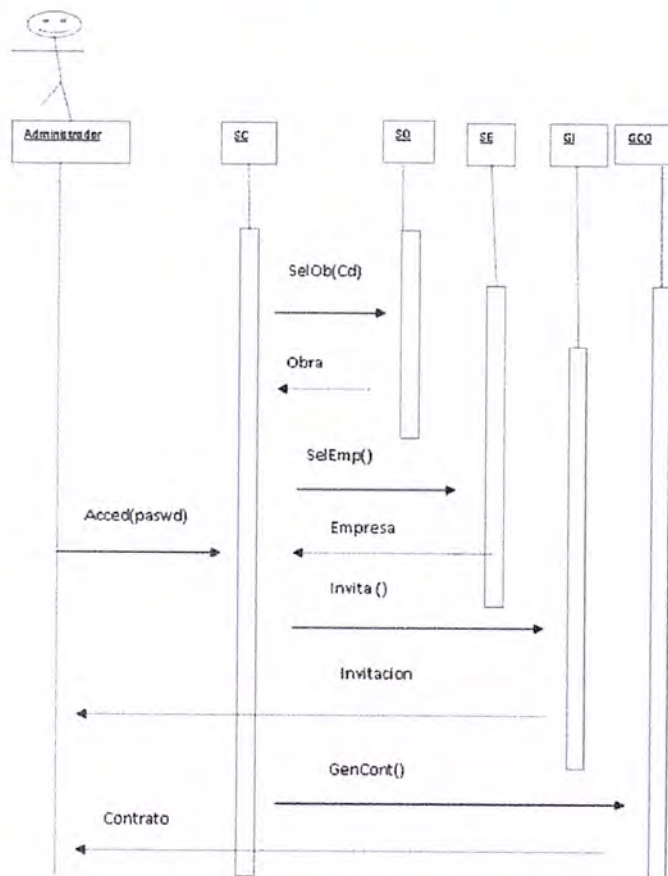 Administrador
SC
SO
SE
GI
GCO
SelOb(Cd)
Obra
SelEmp()
Acced(paswd)
Empresa
Invita ()
Invitacion
GenCont()
Contrato